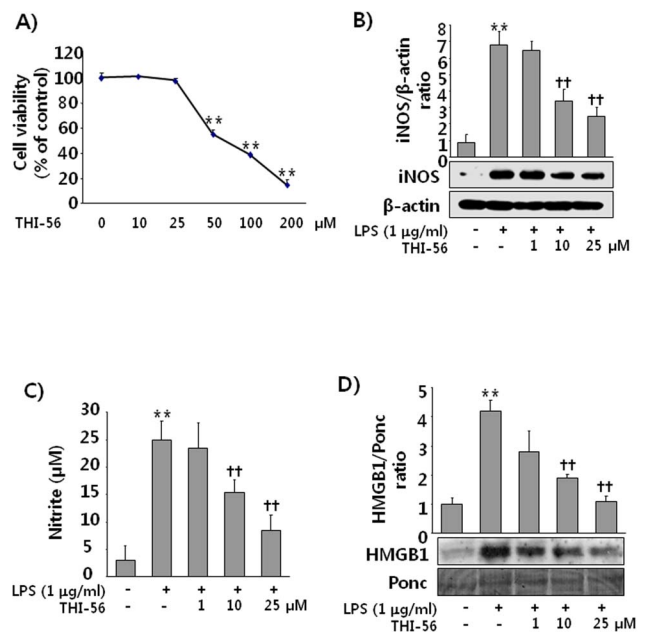 A)
120
100
80
60
40
20
0
Cell viability
(% of control)
**
**
**
THI-56 0 10 25 50 100 200 μM
B)
8
7
6
5
4
3
2
1
0
iNOS/β-actin
ratio
**
††
††
iNOS
β-actin
LPS (1 μg/ml) - + + + +
THI-56 - - 1 10 25 μM
C)
30
25
20
15
10
5
0
Nitrite (μM)
**
††
††
LPS (1 μg/ml) - + + + +
THI-56 - - 1 10 25 μM
D)
5
4
3
2
1
0
HMGB1/Ponc
ratio
**
††
††
HMGB1
Ponc
LPS (1 μg/ml) - + + + +
THI-56 - - 1 10 25 μM